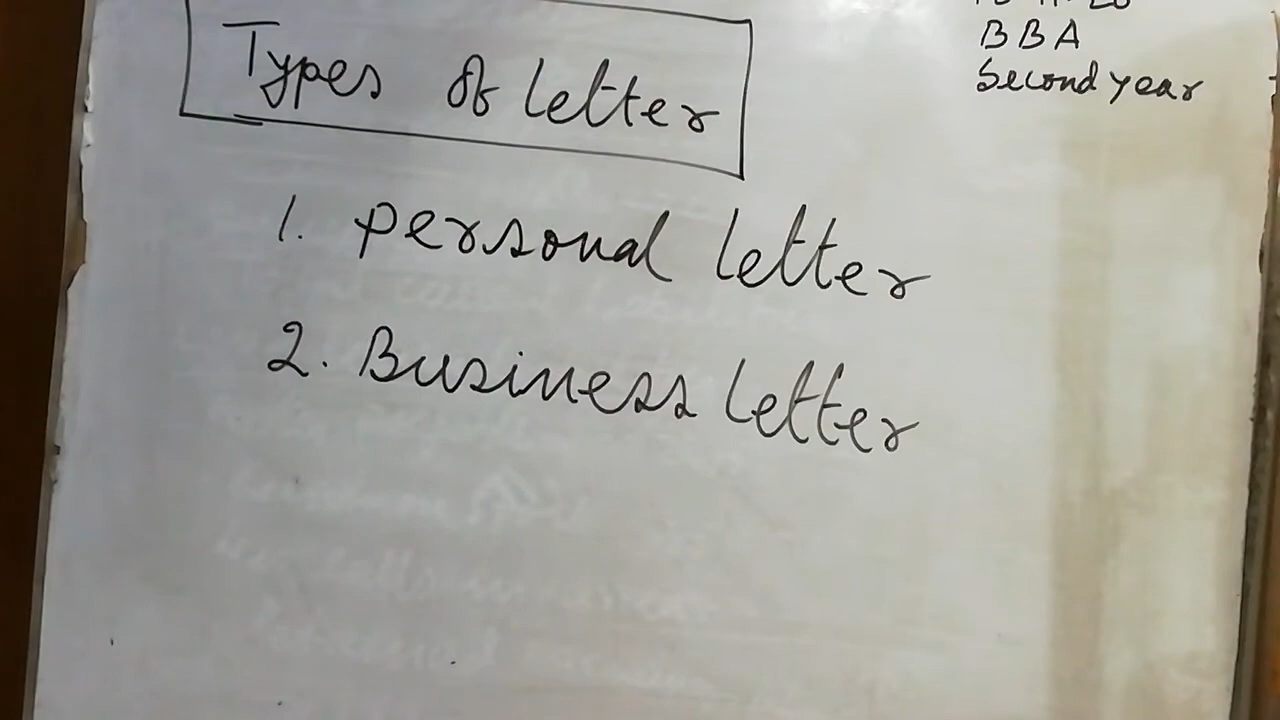 BBA
Second year
Types of letter
1. Personal letter
2. Business letter